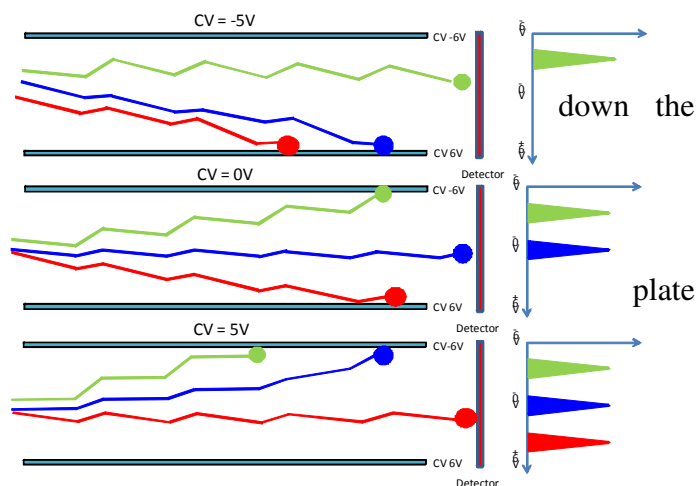 CV = -5V
CV -6V
down the
CV 6V
Detector
CV = 0V
CV -6V
plate
CV 6V
Detector
CV = 5V
CV-6V
CV 6V
Detector